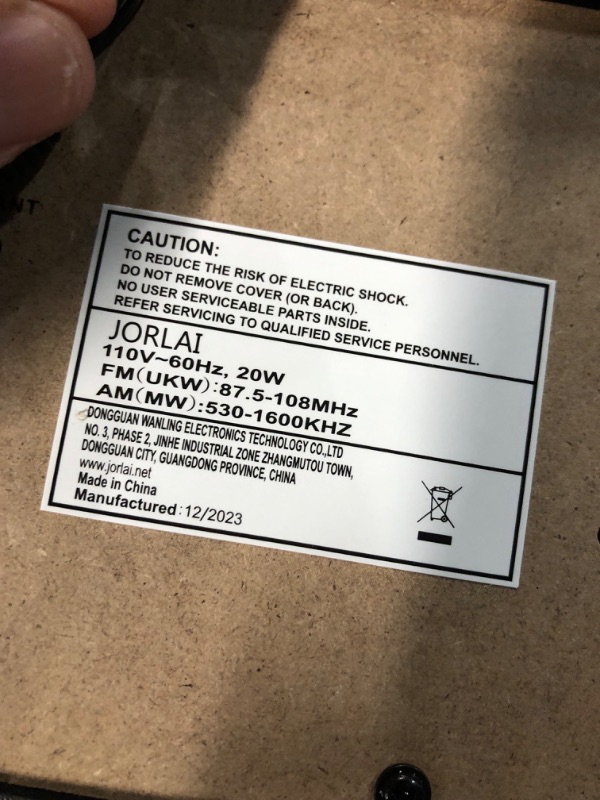 NT
CAUTION:
TO REDUCE THE RISK OF ELECTRIC SHOCK.
DO NOT REMOVE COVER (OR BACK).
NO USER SERVICEABLE PARTS INSIDE.
REFER SERVICING TO QUALIFIED SERVICE PERSONNEL.
JORLAI
110V~60Hz, 20W
FM(UKW):87.5-108MHz
AM(MW):530-1600KHZ
DONGGUAN WANLING ELECTRONICS TECHNOLOGY CO.,LTD
NO. 3, PHASE 2, JINHE INDUSTRIAL ZONE ZHANGMUTOU TOWN,
DONGGUAN CITY, GUANGDONG PROVINCE, CHINA
www.jorlai.net
Made in China
Manufactured:12/2023